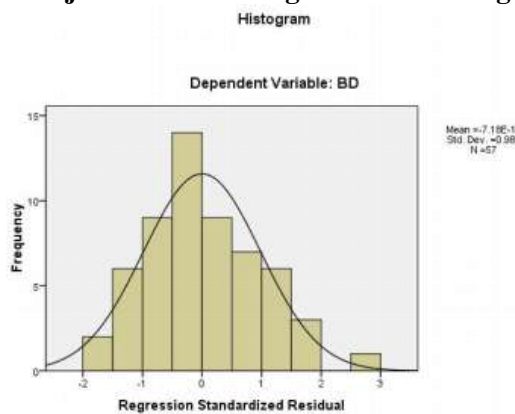 Histogram
Dependent Variable: BD
Mean =-7.18E-1
Std. Dev. =0.98
N =57
15
10
5
0
Frequency
-2
-1
0
1
2
3
Regression Standardized Residual